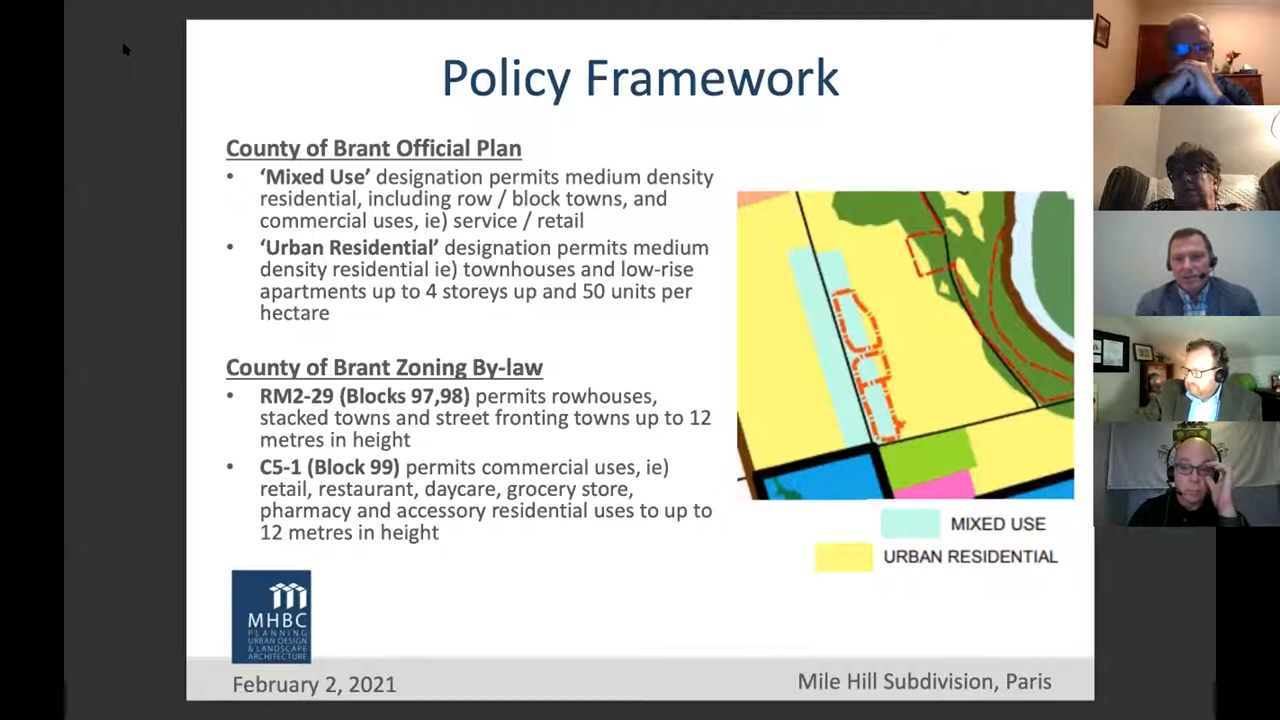 Policy Framework
County of Brant Official Plan
• ‘Mixed Use’ designation permits medium density
residential, including row / block towns, and
commercial uses, ie) service / retail
• ‘Urban Residential’ designation permits medium
density residential ie) townhouses and low-rise
apartments up to 4 storeys up and 50 units per
hectare
County of Brant Zoning By-law
• RM2-29 (Blocks 97,98) permits rowhouses,
stacked towns and street fronting towns up to 12
metres in height
• C5-1 (Block 99) permits commercial uses, ie)
retail, restaurant, daycare, grocery store,
pharmacy and accessory residential uses to up to
12 metres in height
MIXED USE
URBAN RESIDENTIAL
MHBC
PLANNING
URBAN DESIGN
& LANDSCAPE
ARCHITECTURE
February 2, 2021
Mile Hill Subdivision, Paris